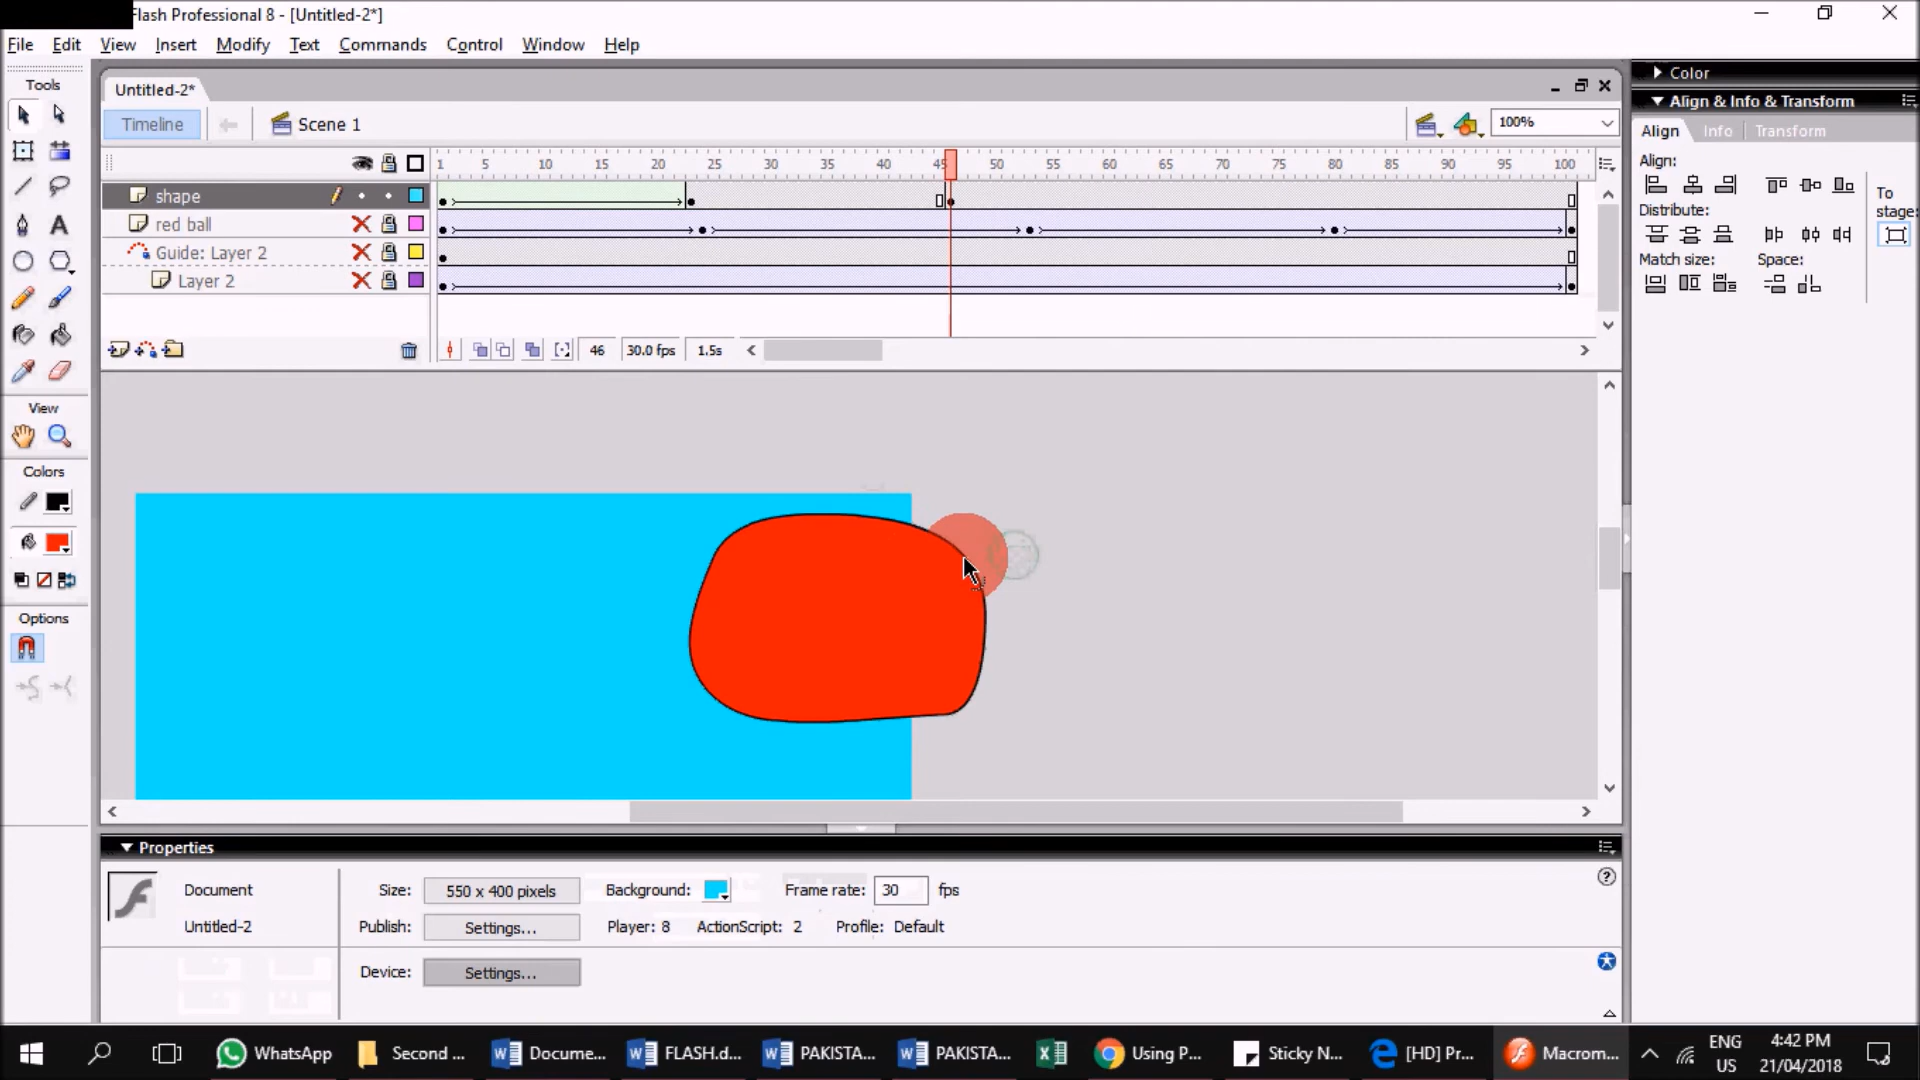 Flash Professional 8 - [Untitled-2*]
File Edit View Insert Modify Text Commands Control Window Help
Tools
Untitled-2*
Timeline
Scene 1
100%
1 5 10 15 20 25 30 35 40 45 50 55 60 65 70 75 80 85 90 95 100
shape
red ball
Guide: Layer 2
Layer 2
46 30.0 fps 1.5s
View
Colors
Options
Color
Align & Info & Transform
Align Info Transform
Align:
To
stage:
Distribute:
Match size: Space:
Properties
Document
Untitled-2
Size: 550 x 400 pixels Background: Frame rate: 30 fps
Publish: Settings... Player: 8 ActionScript: 2 Profile: Default
Device: Settings...
WhatsApp
Second ...
Docume...
FLASH.d...
PAKISTA...
PAKISTA...
Using P...
Sticky N...
[HD] Pr...
Macrom...
ENG
US
4:42 PM
21/04/2018